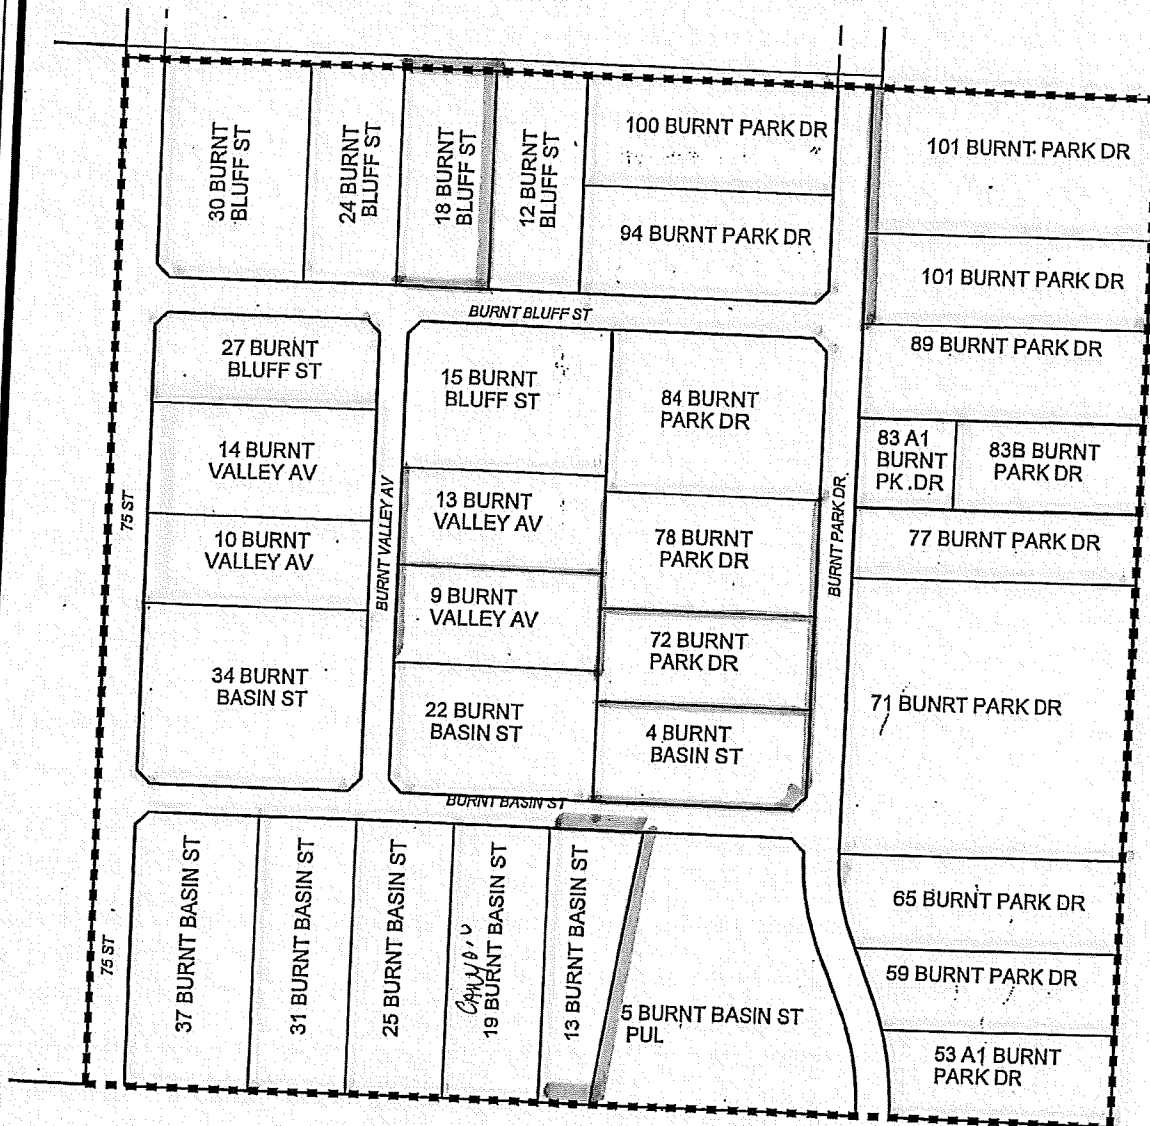 30 BURNT
BLUFF ST
24 BURNT
BLUFF ST
18 BURNT
BLUFF ST
12 BURNT
BLUFF ST
100 BURNT PARK DR
101 BURNT PARK DR
94 BURNT PARK DR
101 BURNT PARK DR
BURNT BLUFF ST
27 BURNT
BLUFF ST
15 BURNT
BLUFF ST
84 BURNT
PARK DR
89 BURNT PARK DR
14 BURNT
VALLEY AV
83 A1
BURNT
PK .DR
83B BURNT
PARK DR
75 ST
BURNT VALLEY AV
13 BURNT
VALLEY AV
78 BURNT
PARK DR
BURNT PARK DR.
77 BURNT PARK DR
10 BURNT
VALLEY AV
9 BURNT
VALLEY AV
72 BURNT
PARK DR
34 BURNT
BASIN ST
22 BURNT
BASIN ST
4 BURNT
BASIN ST
71 BUNRT PARK DR
BURNT BASIN ST
37 BURNT BASIN ST
31 BURNT BASIN ST
25 BURNT BASIN ST
19 BURNT BASIN ST
13 BURNT BASIN ST
5 BURNT BASIN ST
PUL
65 BURNT PARK DR
75 ST
59 BURNT PARK DR
53 A1 BURNT
PARK DR